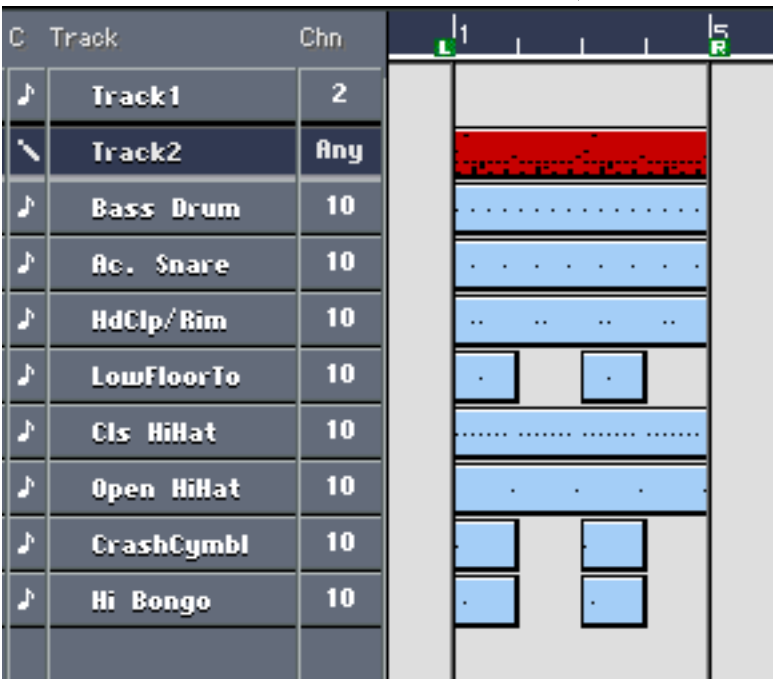 C Track Chn 1 5
L R
Track1 2
Track2 Any
Bass Drum 10
Ac. Snare 10
HdClp/Rim 10
LowFloorTo 10
Cls HiHat 10
Open HiHat 10
CrashCymbl 10
Hi Bongo 10